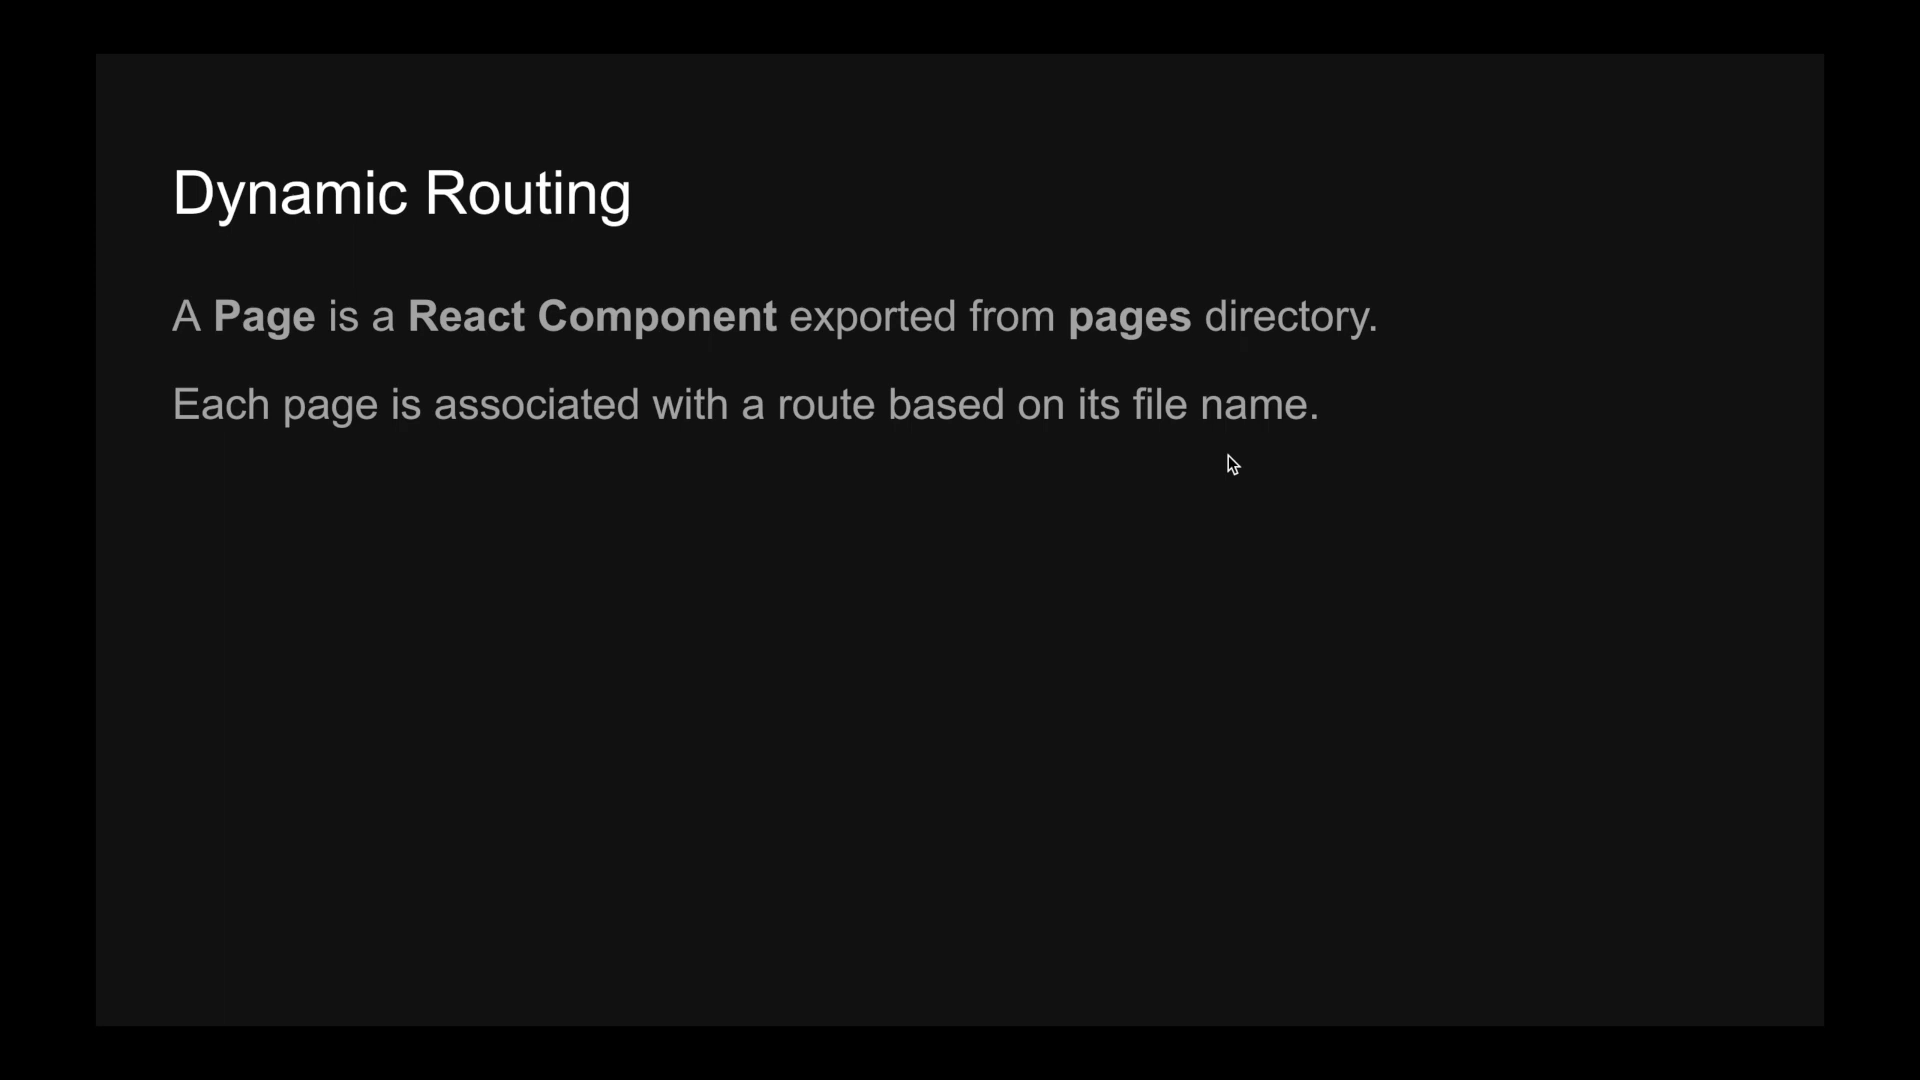 Dynamic Routing
A Page is a React Component exported from pages directory.
Each page is associated with a route based on its file name.